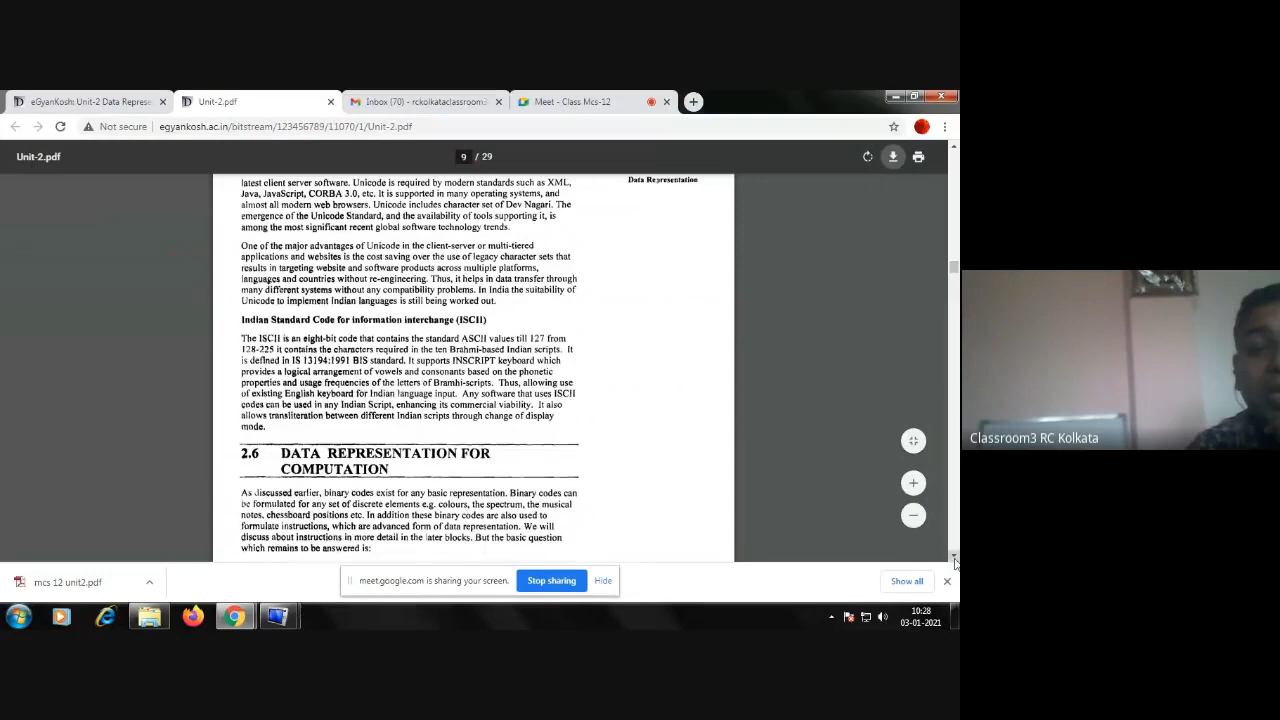 eGyanKosh: Unit-2 Data Represe
Unit-2.pdf
Inbox (70) - rckolkataclassroom3
Meet - Class Mcs-12
Not secure
egyankosh.ac.in/bitstream/123456789/11070/1/Unit-2.pdf
Unit-2.pdf
9 / 29
latest client server software. Unicode is required by modern standards such as XML,
Data Representation
Java, JavaScript, CORBA 3.0, etc. It is supported in many operating systems, and
almost all modern web browsers. Unicode includes character set of Dev Nagari. The
emergence of the Unicode Standard, and the availability of tools supporting it, is
among the most significant recent global software technology trends.
One of the major advantages of Unicode in the client-server or multi-tiered
applications and websites is the cost saving over the use of legacy character sets that
results in targeting website and software products across multiple platforms,
languages and countries without re-engineering. Thus, it helps in data transfer through
many different systems without any compatibility problems. In India the suitability of
Unicode to implement Indian languages is still being worked out.
Indian Standard Code for information interchange (ISCII)
The ISCII is an eight-bit code that contains the standard ASCII values till 127 from
128-225 it contains the characters required in the ten Brahmi-based Indian scripts. It
is defined in IS 13194:1991 BIS standard. It supports INSCRIPT keyboard which
provides a logical arrangement of vowels and consonants based on the phonetic
properties and usage frequencies of the letters of Bramhi-scripts. Thus, allowing use
of existing English keyboard for Indian language input. Any software that uses ISCII
codes can be used in any Indian Script, enhancing its commercial viability. It also
allows transliteration between different Indian scripts through change of display
mode.
2.6 DATA REPRESENTATION FOR
COMPUTATION
As discussed earlier, binary codes exist for any basic representation. Binary codes can
be formulated for any set of discrete elements e.g. colours, the spectrum, the musical
notes, chessboard positions etc. In addition these binary codes are also used to
formulate instructions, which are advanced form of data representation. We will
discuss about instructions in more detail in the later blocks. But the basic question
which remains to be answered is:
Classroom3 RC Kolkata
mcs 12 unit2.pdf
meet.google.com is sharing your screen.
Stop sharing
Hide
Show all
10:28
03-01-2021